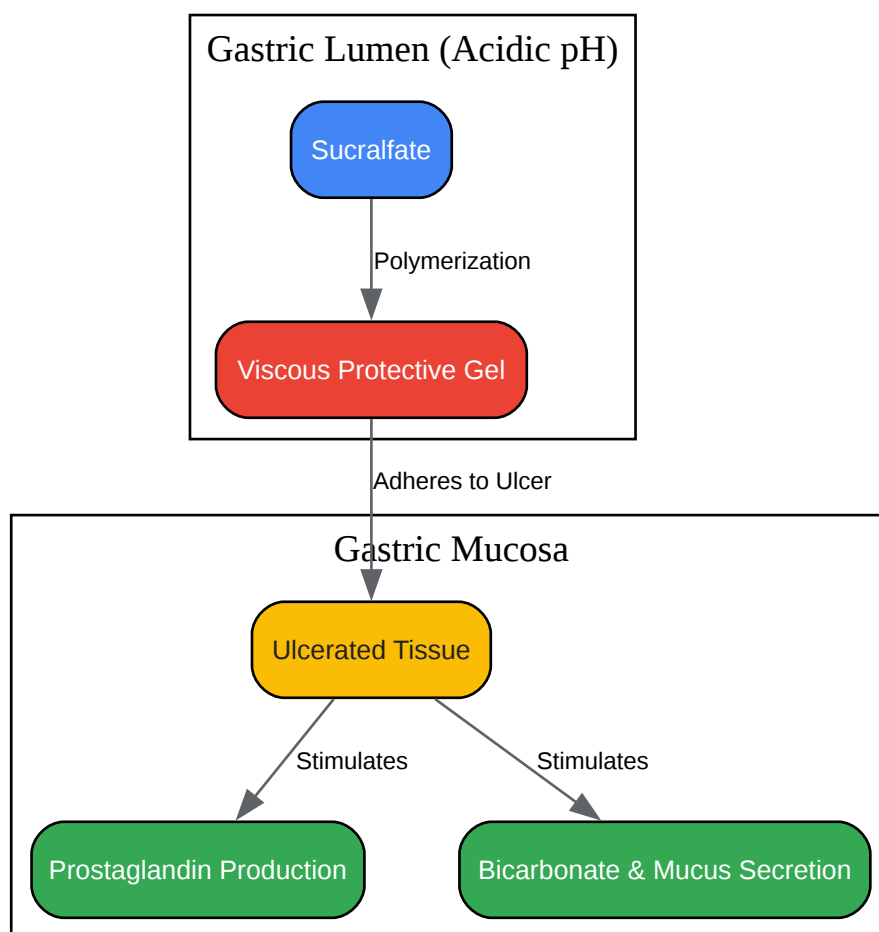 Gastric Lumen (Acidic pH)
Sucralfate
Polymerization
Viscous Protective Gel
Adheres to Ulcer
Gastric Mucosa
Ulcerated Tissue
Stimulates
Stimulates
Prostaglandin Production
Bicarbonate & Mucus Secretion